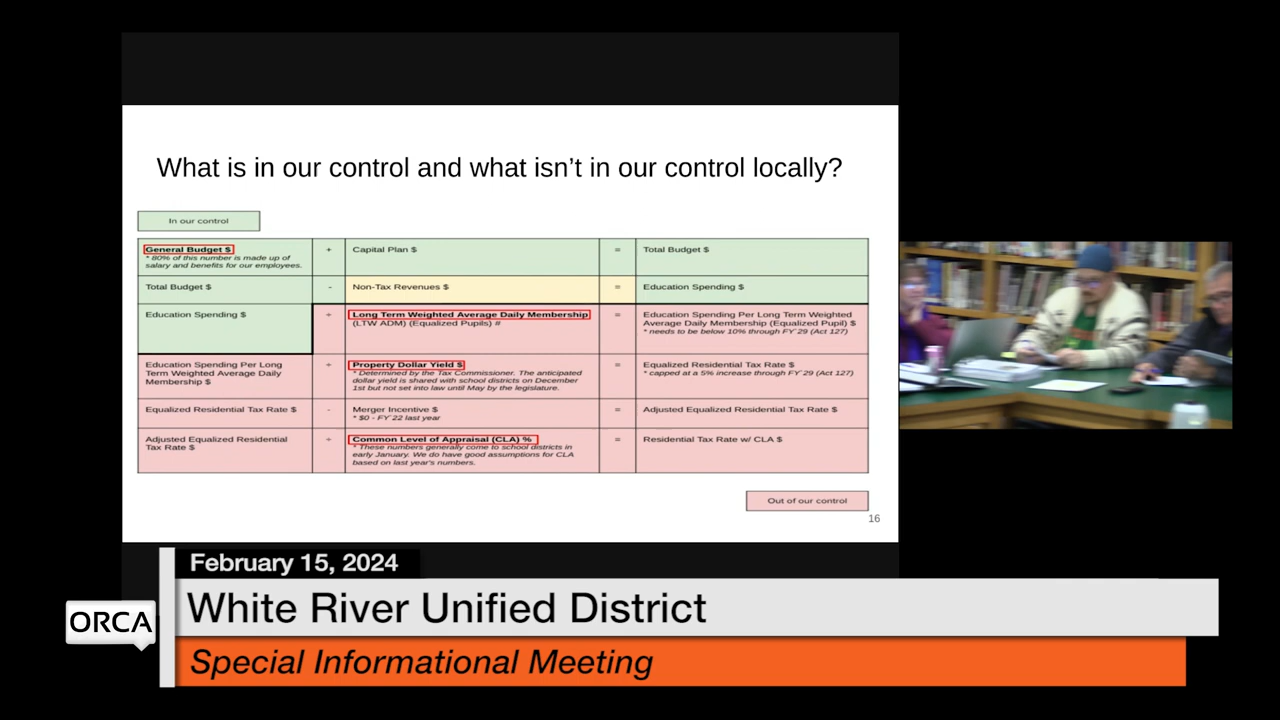 What is in our control and what isn't in our control locally?
In our control
General Budget $
* 80% of this number is made up of
salary and benefits for our employees.
+
Capital Plan $
=
Total Budget $
Total Budget $
-
Non-Tax Revenues $
=
Education Spending $
Education Spending $
÷
Long Term Weighted Average Daily Membership
(LTW ADM) (Equalized Pupils) #
=
Education Spending Per Long Term Weighted
Average Daily Membership (Equalized Pupil) $
* needs to be below 10% through FY'29 (Act 127)
Education Spending Per Long
Term Weighted Average Daily
Membership $
÷
Property Dollar Yield $
* Determined by the Tax Commissioner. The anticipated
dollar yield is shared with school districts on December
1st but not set into law until May by the legislature.
=
Equalized Residential Tax Rate $
* capped at a 5% increase through FY'29 (Act 127)
Equalized Residential Tax Rate $
-
Merger Incentive $
* $0 - FY'22 last year
=
Adjusted Equalized Residential Tax Rate $
Adjusted Equalized Residential
Tax Rate $
÷
Common Level of Appraisal (CLA) %
* These numbers generally come to school districts in
early January. We do have good assumptions for CLA
based on last year's numbers.
=
Residential Tax Rate w/ CLA $
Out of our control
16
February 15, 2024
ORCA
White River Unified District
Special Informational Meeting